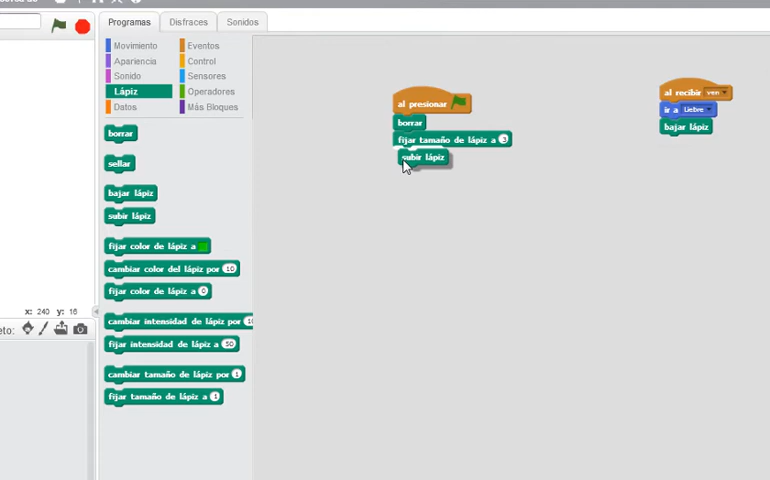 Programas Disfraces Sonidos
Movimiento Eventos
Apariencia Control
Sonido Sensores
Lápiz Operadores
Datos Más Bloques
borrar
sellar
bajar lápiz
subir lápiz
fijar color de lápiz a
cambiar color del lápiz por 10
fijar color de lápiz a 0
cambiar intensidad de lápiz por
fijar intensidad de lápiz a 50
cambiar tamaño de lápiz por 1
fijar tamaño de lápiz a 1
al presionar
borrar
fijar tamaño de lápiz a 3
subir lápiz
al recibir ven
ir a Liebre
bajar lápiz
x: 240 y: 16
eto: